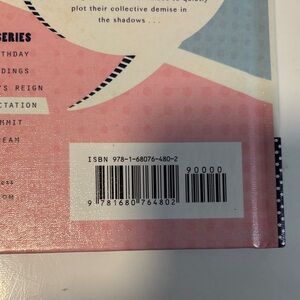 plot their collective demise in
the shadows . . .
SERIES
THDAY
DINGS
'S REIGN
CTATION
MMIT
EAM
ISBN 978-1-68076-480-2
90000
9 781680 764802
OM